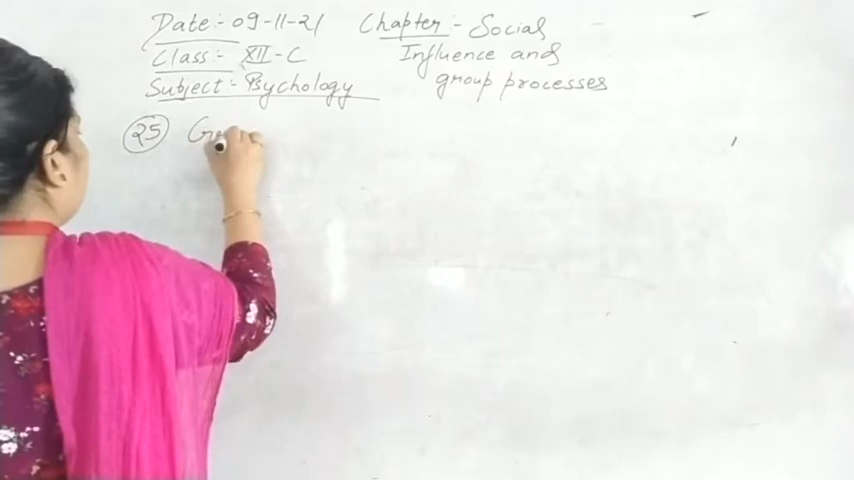 Date:- 09-11-21 Chapter:- Social
Class:- XII-C Influence and
Subject:- Psychology group processes
25